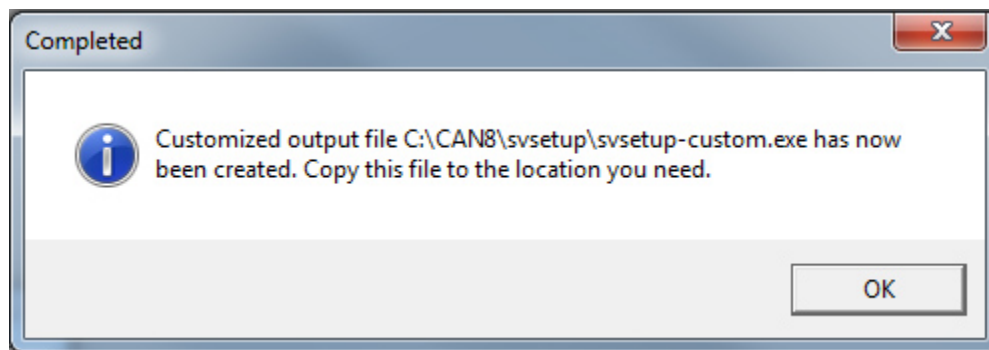 Completed
Customized output file C:\CAN8\svsetup\svsetup-custom.exe has now
been created. Copy this file to the location you need.
OK